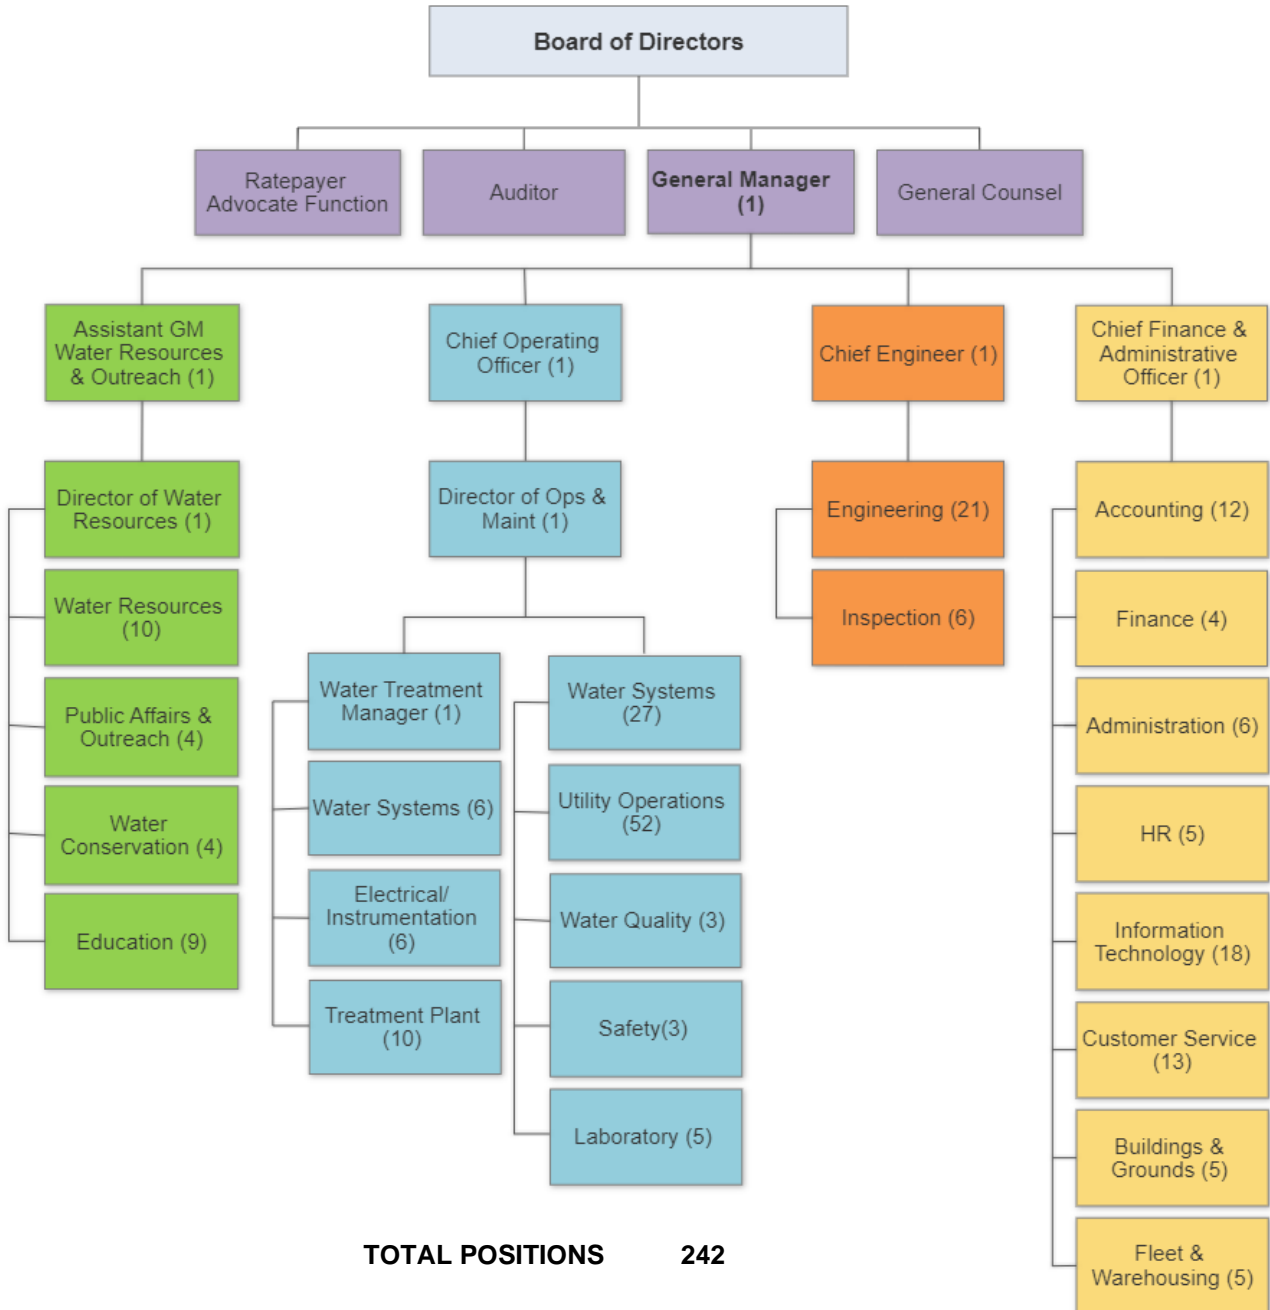 Board of Directors
Ratepayer
Advocate Function
Auditor
General Manager
(1)
General Counsel
Assistant GM
Water Resources
& Outreach (1)
Chief Operating
Officer (1)
Chief Engineer (1)
Chief Finance &
Administrative
Officer (1)
Director of Water
Resources (1)
Water Resources
(10)
Public Affairs &
Outreach (4)
Water
Conservation (4)
Education (9)
Director of Ops &
Maint (1)
Water Treatment
Manager (1)
Water Systems (6)
Electrical/
Instrumentation
(6)
Treatment Plant
(10)
Water Systems
(27)
Utility Operations
(52)
Water Quality (3)
Safety(3)
Laboratory (5)
Engineering (21)
Inspection (6)
Accounting (12)
Finance (4)
Administration (6)
HR (5)
Information
Technology (18)
Customer Service
(13)
Buildings &
Grounds (5)
Fleet &
Warehousing (5)
TOTAL POSITIONS 242